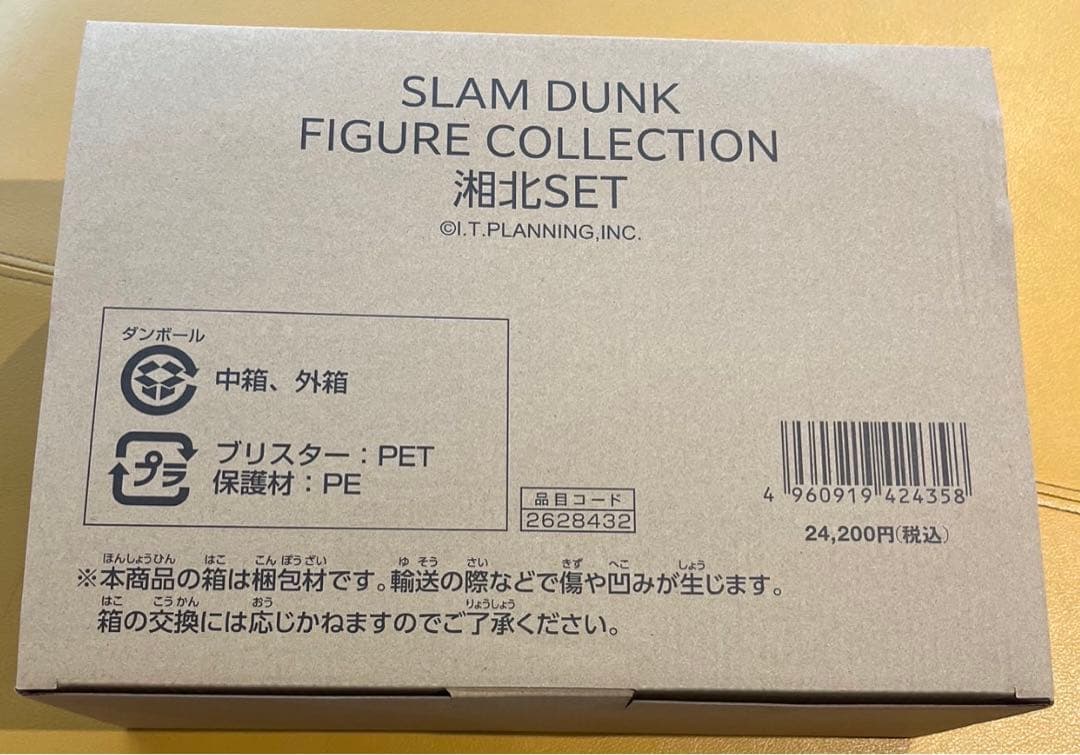 SLAM DUNK
FIGURE COLLECTION
湘北SET
©I.T.PLANNING,INC.
ダンボール
中箱、外箱
プラ
ブリスター：PET
保護材：PE
品目コード
2628432
4 960919 424358
24,200円(税込)
ほんしょうひん はこ こん ぽうざい ゆ そう さい きず へこ しょう
※本商品の箱は梱包材です。輸送の際などで傷や凹みが生じます。
はこ こうかん おう りょうしょう
箱の交換には応じかねますのでご了承ください。